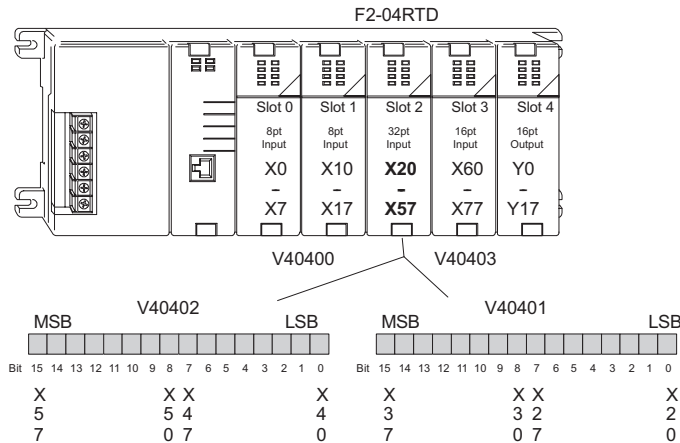 F2-04RTD
Slot 0 Slot 1 Slot 2 Slot 3 Slot 4
8pt Input 8pt Input 32pt Input 16pt Input 16pt Output
X0 X10 X20 X60 Y0
- - - - -
X7 X17 X57 X77 Y17
V40400 V40403
V40402 V40401
MSB LSB MSB LSB
Bit 15 14 13 12 11 10 9 8 7 6 5 4 3 2 1 0 Bit 15 14 13 12 11 10 9 8 7 6 5 4 3 2 1 0
X X X X X X X X
5 5 4 4 3 3 2 2
7 0 7 0 7 0 7 0